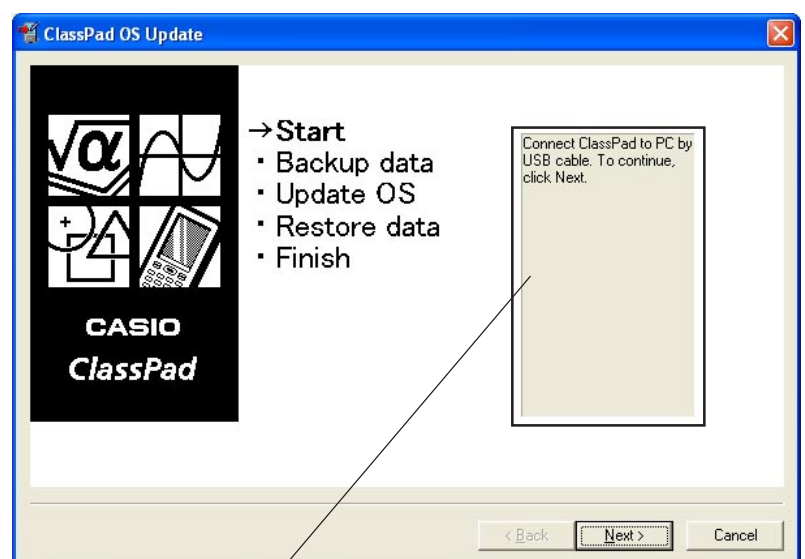 ClassPad OS Update
√α
+
CASIO
ClassPad
→Start
・Backup data
・Update OS
・Restore data
・Finish
Connect ClassPad to PC by
USB cable. To continue,
click Next.
< Back
Next >
Cancel